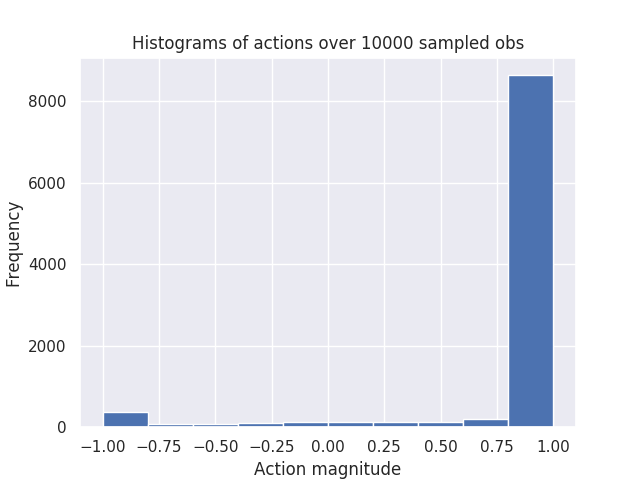 Histograms of actions over 10000 sampled obs
Frequency
8000
6000
4000
2000
0
−1.00 −0.75 −0.50 −0.25 0.00 0.25 0.50 0.75 1.00
Action magnitude